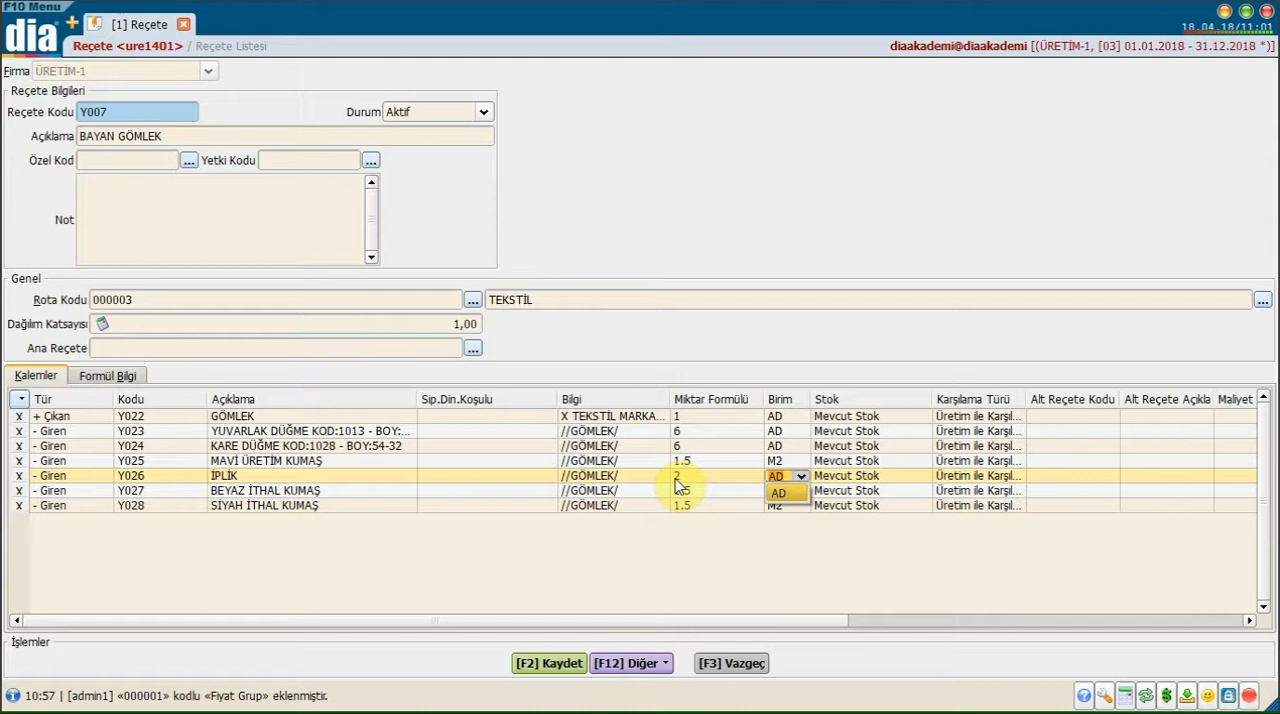 F10 Menu
dia
[1] Reçete
18.04.18/11:01
Reçete <ure1401> / Reçete Listesi
diaakademi@diaakademi [(ÜRETİM-1, [03] 01.01.2018 - 31.12.2018 *)]
Firma ÜRETİM-1
Reçete Bilgileri
Reçete Kodu Y007 Durum Aktif
Açıklama BAYAN GÖMLEK
Özel Kod ... Yetki Kodu ...
Not
Genel
Rota Kodu 000003 ... TEKSTİL ...
Dağılım Katsayısı 1,00
Ana Reçete ...
Kalemler Formül Bilgi
Tür Kodu Açıklama Sip.Din.Koşulu Bilgi Miktar Formülü Birim Stok Karşılama Türü Alt Reçete Kodu Alt Reçete Açıkla Maliyet
x + Çıkan Y022 GÖMLEK X TEKSTİL MARKA... 1 AD Mevcut Stok Üretim ile Karşıl...
x - Giren Y023 YUVARLAK DÜĞME KOD:1013 - BOY:... //GÖMLEK/ 6 AD Mevcut Stok Üretim ile Karşıl...
x - Giren Y024 KARE DÜĞME KOD:1028 - BOY:54-32 //GÖMLEK/ 6 AD Mevcut Stok Üretim ile Karşıl...
x - Giren Y025 MAVİ ÜRETİM KUMAŞ //GÖMLEK/ 1.5 M2 Mevcut Stok Üretim ile Karşıl...
x - Giren Y026 İPLİK //GÖMLEK/ 2 AD Mevcut Stok Üretim ile Karşıl...
x - Giren Y027 BEYAZ İTHAL KUMAŞ //GÖMLEK/ AD Mevcut Stok Üretim ile Karşıl...
x - Giren Y028 SİYAH İTHAL KUMAŞ //GÖMLEK/ 1.5 M2 Mevcut Stok Üretim ile Karşıl...
İşlemler
[F2] Kaydet [F12] Diğer [F3] Vazgeç
10:57 | [admin1] «000001» kodlu «Fiyat Grup» eklenmiştir.